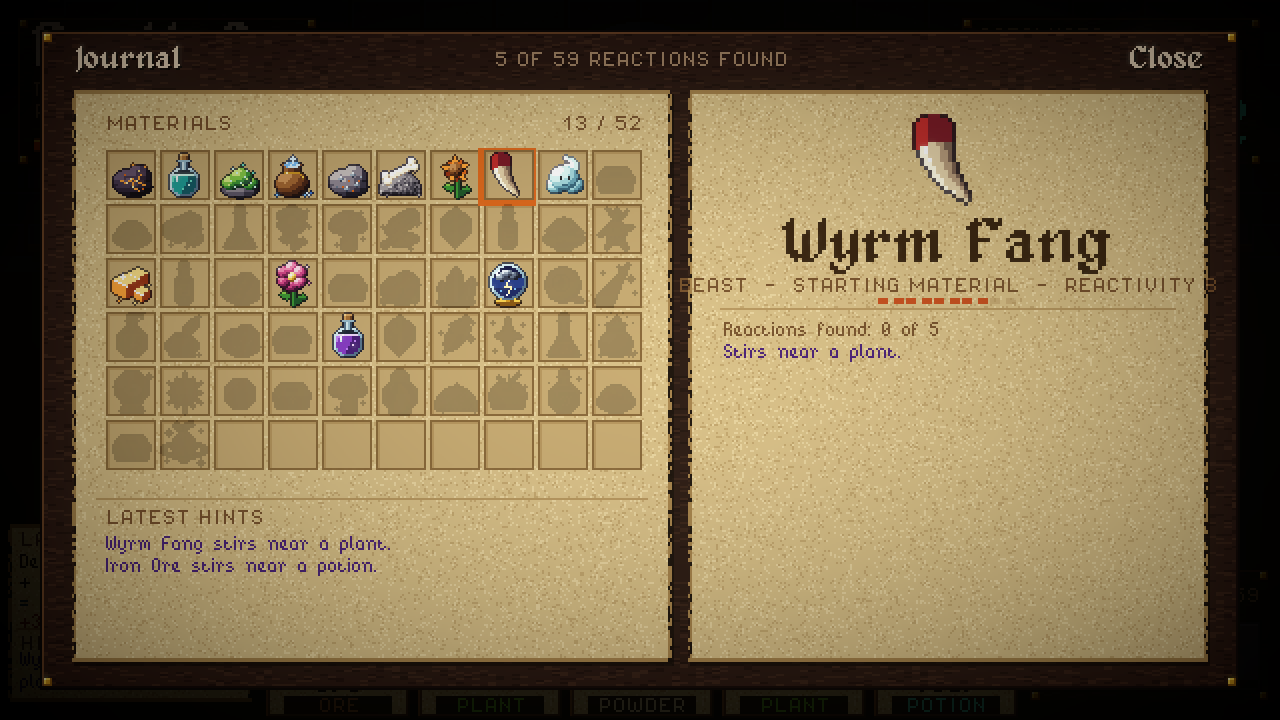 Journal
5 OF 59 REACTIONS FOUND
Close
MATERIALS
13 / 52
Wyrm Fang
BEAST - STARTING MATERIAL - REACTIVITY 8
Reactions found: 0 of 5
Stirs near a plant.
LATEST HINTS
Wyrm Fang stirs near a plant.
Iron Ore stirs near a potion.
ORE
PLANT
POWDER
PLANT
POTION